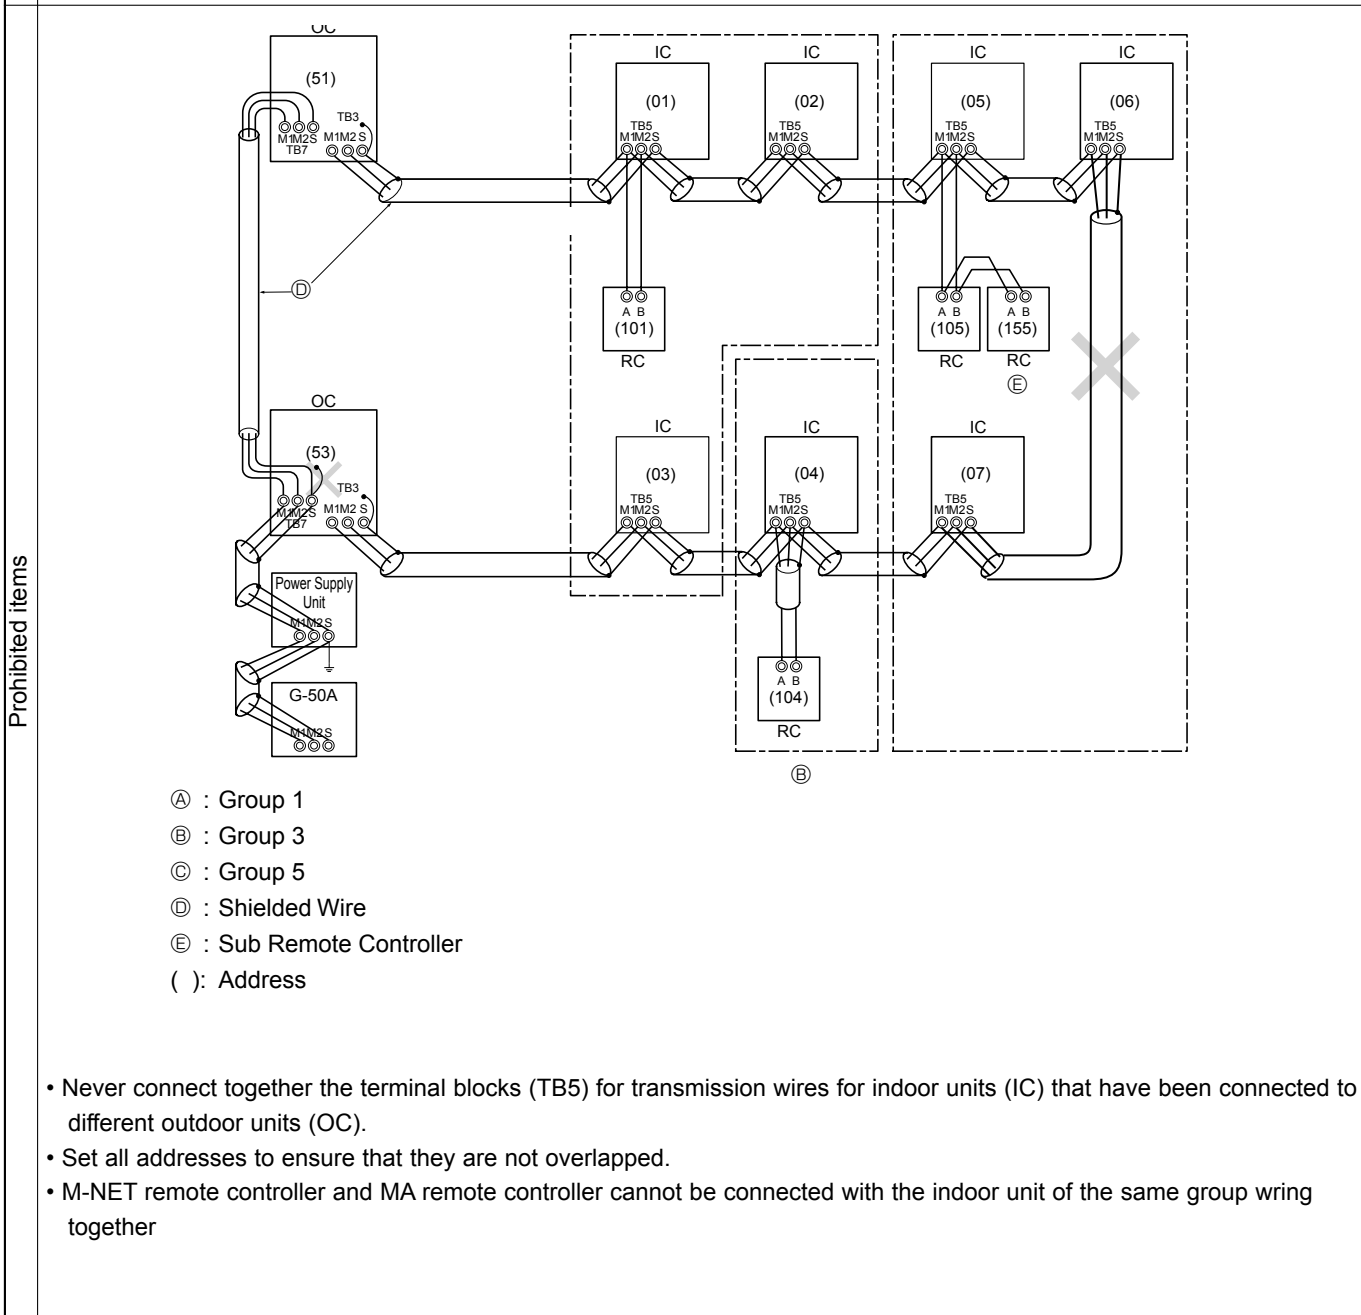 OC
IC
IC
IC
IC
(51)
(01)
(02)
(05)
(06)
TB3
TB5
TB5
TB5
TB5
M1M2S
M1M2 S
M1M2S
M1M2S
M1M2S
M1M2S
TB7
Ⓓ
A B
A B
A B
(101)
(105)
(155)
RC
RC
RC
Ⓔ
OC
IC
IC
IC
(53)
(03)
(04)
(07)
TB3
TB5
TB5
TB5
M1M2S
M1M2 S
M1M2S
M1M2S
M1M2S
TB7
Power Supply
Unit
M1M2S
A B
G-50A
(104)
RC
M1M2S
Ⓑ
Prohibited items
Ⓐ : Group 1
Ⓑ : Group 3
Ⓒ : Group 5
Ⓓ : Shielded Wire
Ⓔ : Sub Remote Controller
( ): Address
• Never connect together the terminal blocks (TB5) for transmission wires for indoor units (IC) that have been connected to
different outdoor units (OC).
• Set all addresses to ensure that they are not overlapped.
• M-NET remote controller and MA remote controller cannot be connected with the indoor unit of the same group wring
together